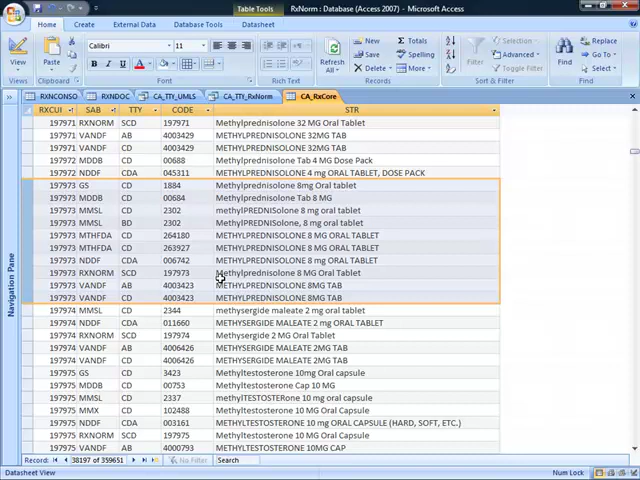 Table Tools
RxNorm : Database (Access 2007) - Microsoft Access
Home Create External Data Database Tools Datasheet
View
Views
Paste
Clipboard
Calibri 11
B I U
Font
Rich Text
Refresh All
New Totals
Save Spelling
Delete More
Records
Filter
Selection
Advanced
Toggle Filter
Sort & Filter
Find
Replace
Go To
Select
Find
RXNCONSO RXNDOC CA_TTY_UMLS CA_TTY_RxNorm CA_RxCore
RXCUI SAB TTY CODE STR
197971 RXNORM SCD 197971 Methylprednisolone 32 MG Oral Tablet
197971 VANDF AB 4003429 METHYLPREDNISOLONE 32MG TAB
197971 VANDF CD 4003429 METHYLPREDNISOLONE 32MG TAB
197972 MDDB CD 00688 Methylprednisolone Tab 4 MG Dose Pack
197972 NDDF CDA 045311 METHYLPREDNISOLONE 4 mg ORAL TABLET, DOSE PACK
197973 GS CD 1884 Methylprednisolone 8mg Oral tablet
197973 MDDB CD 00684 Methylprednisolone Tab 8 MG
197973 MMSL CD 2302 methylPREDNISolone 8 mg oral tablet
197973 MMSL BD 2302 Methylprednisolone, 8 mg oral tablet
197973 MTHFDA CD 264180 METHYLPREDNISOLONE 8 MG ORAL TABLET
197973 MTHFDA CD 263927 METHYLPREDNISOLONE 8 MG ORAL TABLET
197973 NDDF CDA 006742 METHYLPREDNISOLONE 8 mg ORAL TABLET
197973 RXNORM SCD 197973 Methylprednisolone 8 MG Oral Tablet
197973 VANDF AB 4003423 METHYLPREDNISOLONE 8MG TAB
197973 VANDF CD 4003423 METHYLPREDNISOLONE 8MG TAB
197974 MMSL CD 2344 methysergide maleate 2 mg oral tablet
197974 NDDF CDA 011660 METHYSERGIDE MALEATE 2 mg ORAL TABLET
197974 RXNORM SCD 197974 Methysergide 2 MG Oral Tablet
197974 VANDF AB 4006426 METHYSERGIDE MALEATE 2MG TAB
197974 VANDF CD 4006426 METHYSERGIDE MALEATE 2MG TAB
197975 GS CD 3423 Methyltestosterone 10mg Oral capsule
197975 MDDB CD 00753 Methyltestosterone Cap 10 MG
197975 MMSL CD 2337 methylTESTOSTERone 10 mg oral capsule
197975 MMX CD 102488 Methyltestosterone 10 MG Oral Capsule
197975 NDDF CDA 003161 METHYLTESTOSTERONE 10 mg ORAL CAPSULE (HARD, SOFT, ETC.)
197975 RXNORM SCD 197975 Methyltestosterone 10 MG Oral Capsule
197975 VANDF AB 4000793 METHYLTESTOSTERONE 10MG CAP
Navigation Pane
Record: 38197 of 359651 No Filter Search
Datasheet View Num Lock